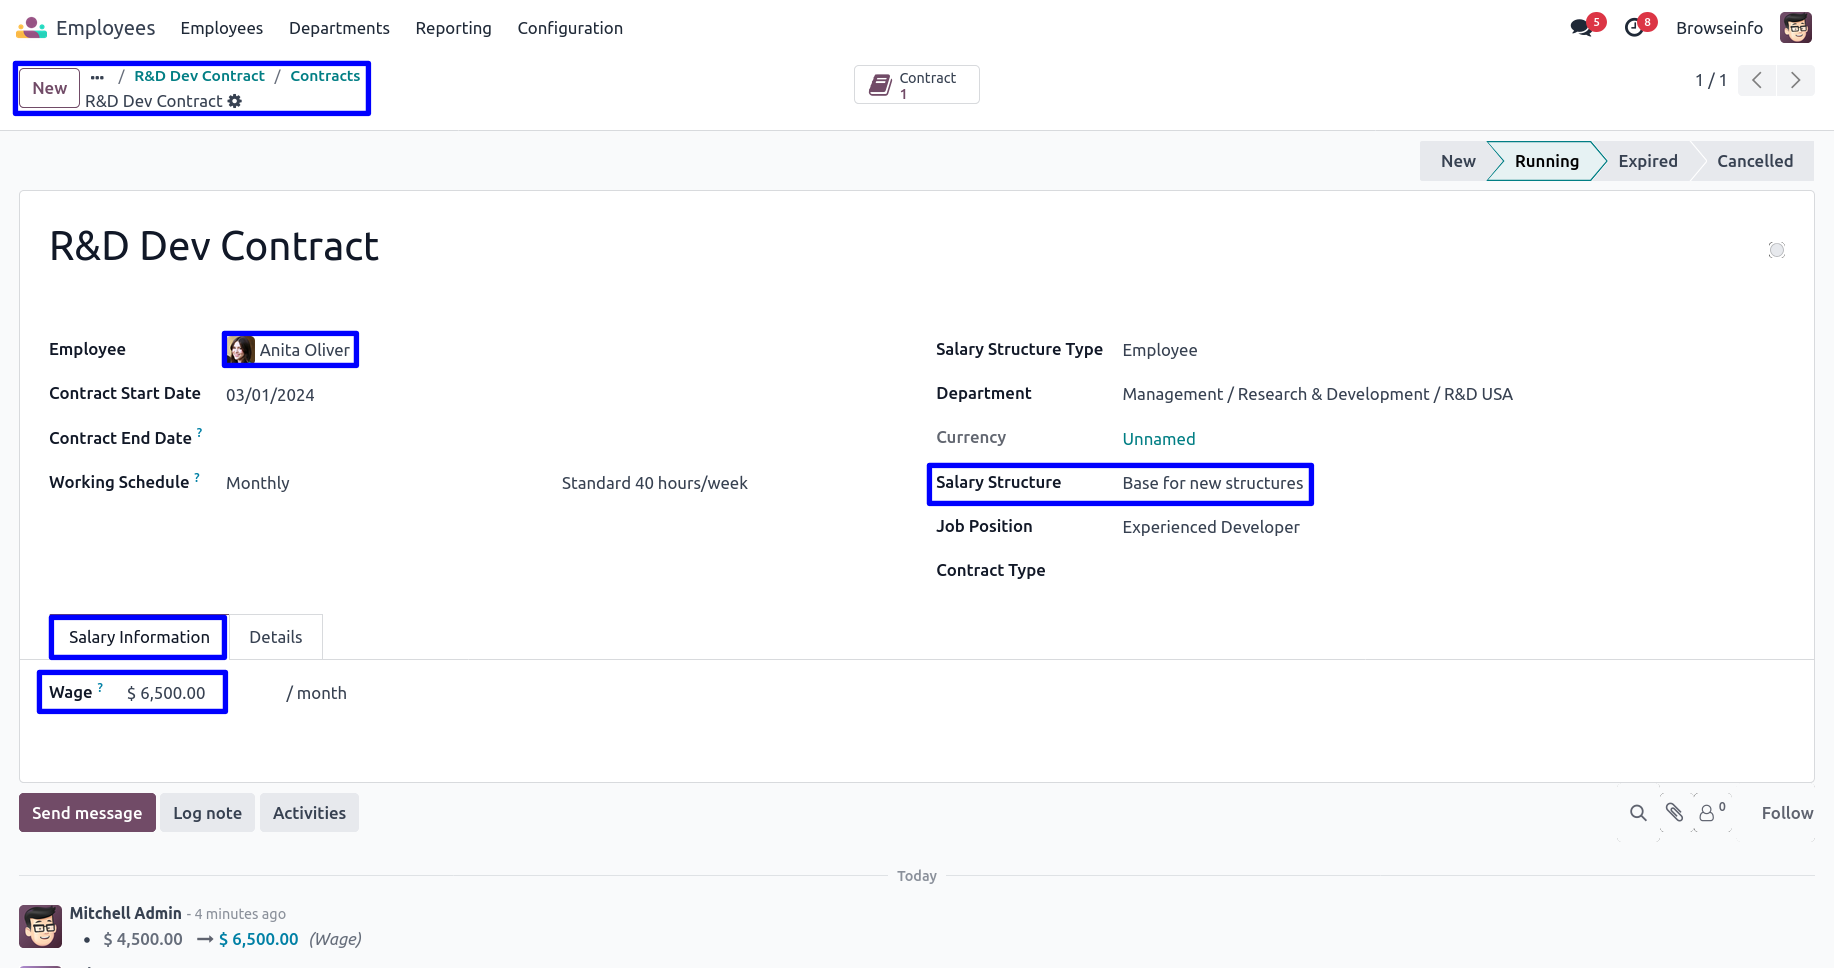 Employees Employees Departments Reporting Configuration 5 8 Browseinfo
New ... / R&D Dev Contract / Contracts
R&D Dev Contract
Contract
1
1 / 1
New Running Expired Cancelled
R&D Dev Contract
Employee Anita Oliver Salary Structure Type Employee
Contract Start Date 03/01/2024 Department Management / Research & Development / R&D USA
Contract End Date ? Currency Unnamed
Working Schedule ? Monthly Standard 40 hours/week Salary Structure Base for new structures
Job Position Experienced Developer
Contract Type
Salary Information Details
Wage ? $ 6,500.00 / month
Send message Log note Activities 0 Follow
Today
Mitchell Admin - 4 minutes ago
• $ 4,500.00 → $ 6,500.00 (Wage)